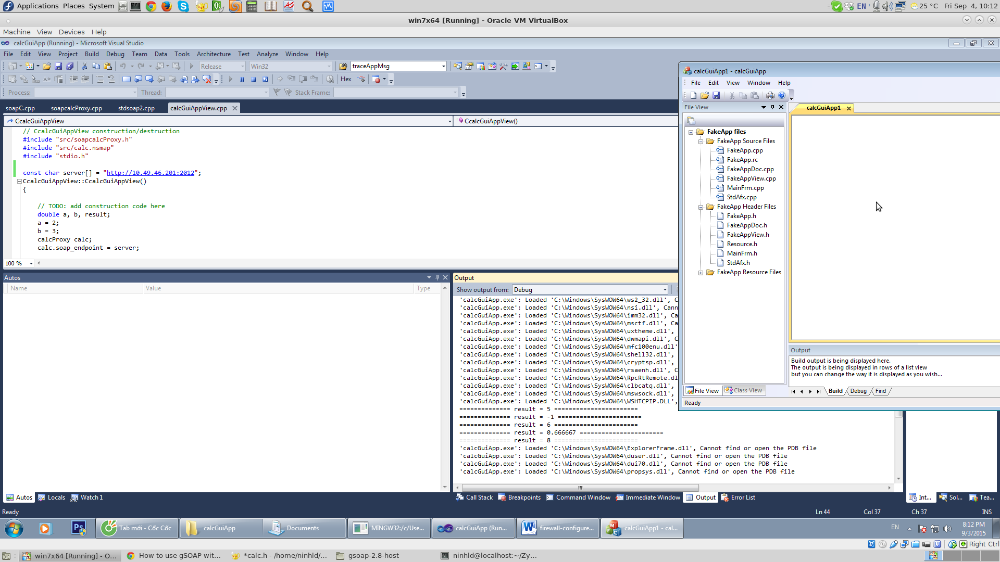 Applications Places System
EN
25 °C Fri Sep 4, 10:12
win7x64 [Running] - Oracle VM VirtualBox
Machine View Devices Help
calcGuiApp (Running) - Microsoft Visual Studio
File Edit View Project Build Debug Team Data Tools Architecture Test Analyze Window Help
Release Win32 traceAppMsg
Hex
Process: Thread: Stack Frame:
soapC.cpp soapcalcProxy.cpp stdsoap2.cpp calcGuiAppView.cpp
CcalcGuiAppView CcalcGuiAppView()
// CcalcGuiAppView construction/destruction
#include "src/soapcalcProxy.h"
#include "src/calc.nsmap"
#include "stdio.h"
const char server[] = "http://10.49.46.201:2012";
CcalcGuiAppView::CcalcGuiAppView()
{
// TODO: add construction code here
double a, b, result;
a = 2;
b = 3;
calcProxy calc;
calc.soap_endpoint = server;
100 %
Autos
Name Value Type
Output
Show output from: Debug
'calcGuiApp.exe': Loaded 'C:\Windows\SysWOW64\ws2_32.dll', C
'calcGuiApp.exe': Loaded 'C:\Windows\SysWOW64\nsi.dll', Cann
'calcGuiApp.exe': Loaded 'C:\Windows\SysWOW64\imm32.dll', Ca
'calcGuiApp.exe': Loaded 'C:\Windows\SysWOW64\msctf.dll', Ca
'calcGuiApp.exe': Loaded 'C:\Windows\SysWOW64\uxtheme.dll',
'calcGuiApp.exe': Loaded 'C:\Windows\SysWOW64\dwmapi.dll', C
'calcGuiApp.exe': Loaded 'C:\Windows\SysWOW64\mfc100enu.dll'
'calcGuiApp.exe': Loaded 'C:\Windows\SysWOW64\shell32.dll',
'calcGuiApp.exe': Loaded 'C:\Windows\SysWOW64\cryptsp.dll',
'calcGuiApp.exe': Loaded 'C:\Windows\SysWOW64\rsaenh.dll', C
'calcGuiApp.exe': Loaded 'C:\Windows\SysWOW64\RpcRtRemote.dl
'calcGuiApp.exe': Loaded 'C:\Windows\SysWOW64\clbcatq.dll',
'calcGuiApp.exe': Loaded 'C:\Windows\SysWOW64\mswsock.dll',
'calcGuiApp.exe': Loaded 'C:\Windows\SysWOW64\WSHTCPIP.DLL',
============== result = 5 =======================
============== result = -1 =======================
============== result = 6 =======================
============== result = 0.666667 =======================
============== result = 8 =======================
'calcGuiApp.exe': Loaded 'C:\Windows\SysWOW64\ExplorerFrame.dll', Cannot find or open the PDB file
'calcGuiApp.exe': Loaded 'C:\Windows\SysWOW64\duser.dll', Cannot find or open the PDB file
'calcGuiApp.exe': Loaded 'C:\Windows\SysWOW64\dui70.dll', Cannot find or open the PDB file
'calcGuiApp.exe': Loaded 'C:\Windows\SysWOW64\propsys.dll', Cannot find or open the PDB file
calcGuiApp1 - calcGuiApp
File Edit View Window Help
File View
calcGuiApp1
FakeApp files
FakeApp Source Files
FakeApp.cpp
FakeApp.rc
FakeAppDoc.cpp
FakeAppView.cpp
MainFrm.cpp
StdAfx.cpp
FakeApp Header Files
FakeApp.h
FakeAppDoc.h
FakeAppView.h
Resource.h
MainFrm.h
StdAfx.h
FakeApp Resource Files
Output
Build output is being displayed here.
The output is being displayed in rows of a list view
but you can change the way it is displayed as you wish...
File View Class View
Build Debug Find
Ready
Autos Locals Watch 1
Call Stack Breakpoints Command Window Immediate Window Output Error List
Int... Sol... Tea...
Ready Ln 44 Col 37 Ch 37 INS
Ps
Tab mới - Cốc Cốc
calcGuiApp
Documents
MINGW32:/c/Use...
calcGuiApp (Run...
firewall-configure...
calcGuiApp1 - cal...
EN
8:12 PM
9/3/2015
Right Ctrl
win7x64 [Running] - O...
How to use gSOAP wit...
*calc.h - /home/ninhld/...
gsoap-2.8-host
ninhld@localhost:~/Zy...